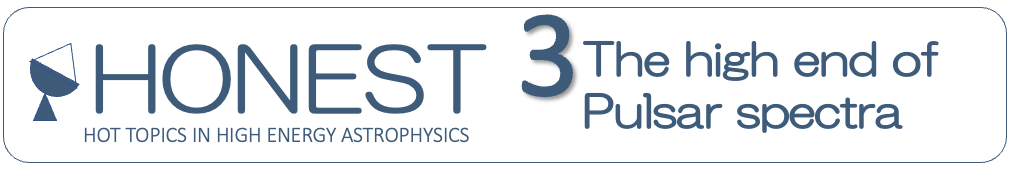 HONEST
HOT TOPICS IN HIGH ENERGY ASTROPHYSICS
3
The high end of
Pulsar spectra